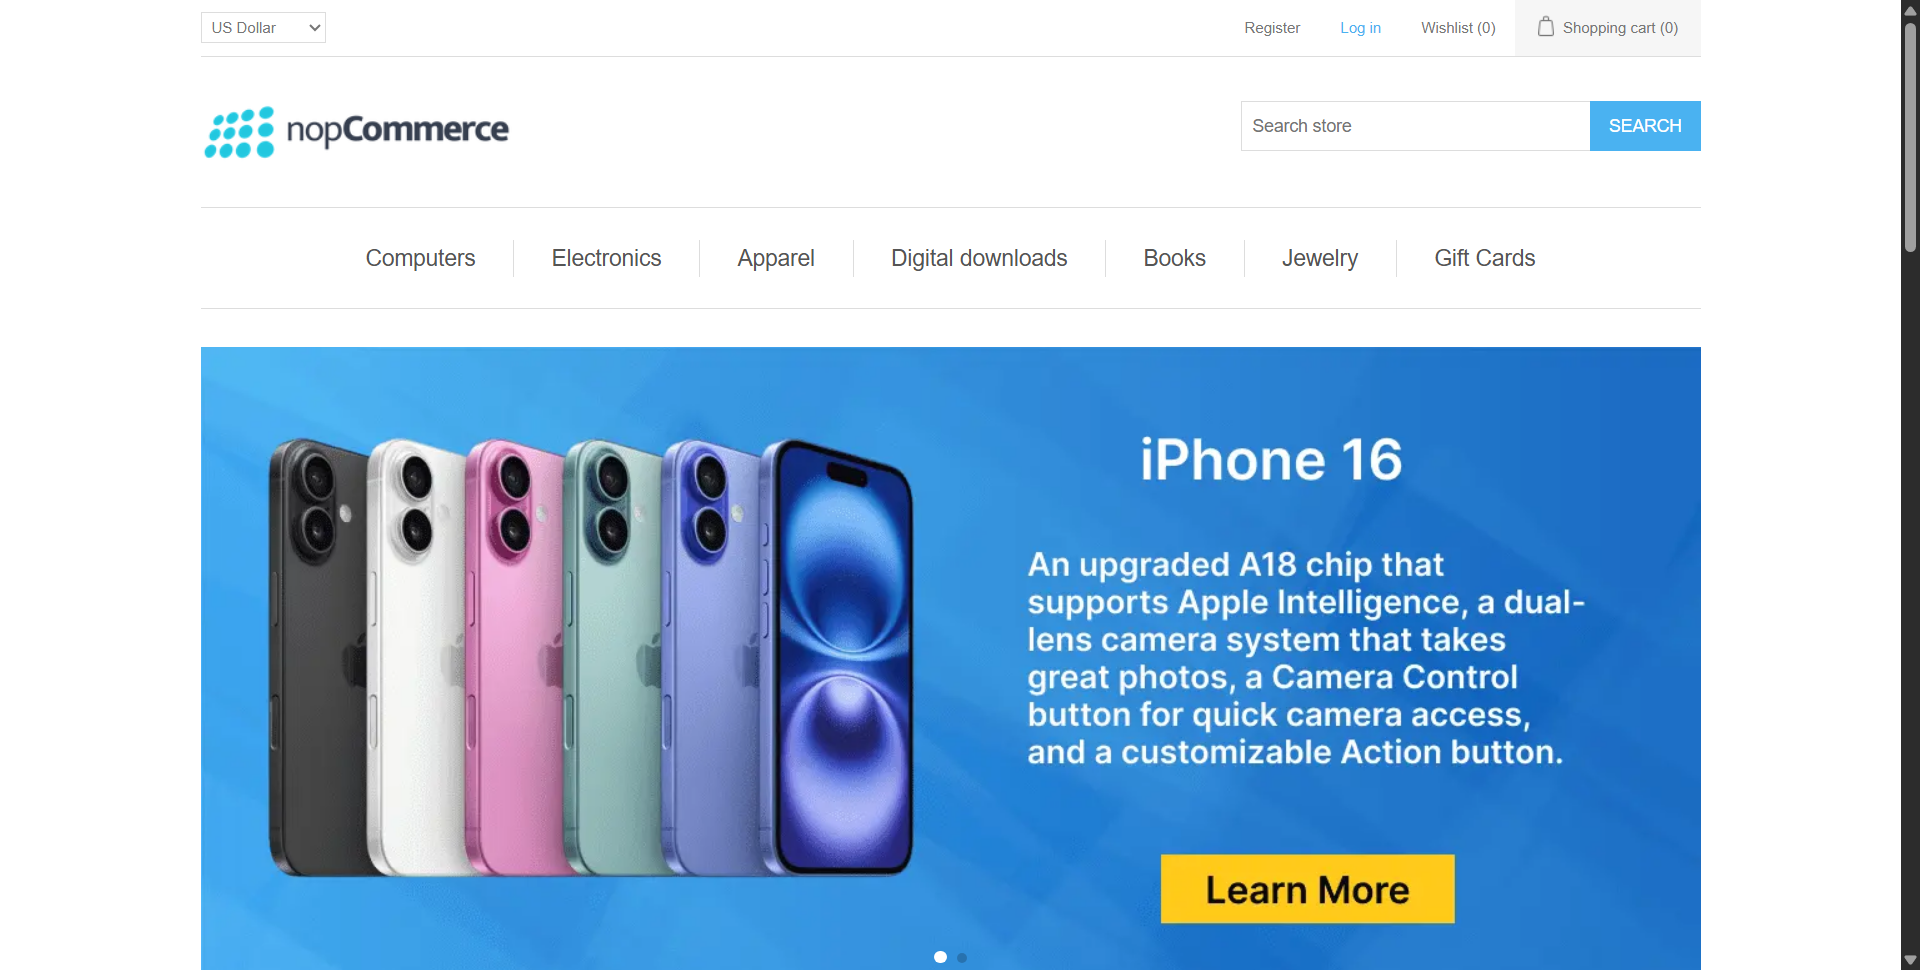 US Dollar
Register
Log in
Wishlist (0)
Shopping cart (0)
nopCommerce
Search store
SEARCH
Computers
Electronics
Apparel
Digital downloads
Books
Jewelry
Gift Cards
iPhone 16
An upgraded A18 chip that
supports Apple Intelligence, a dual-
lens camera system that takes
great photos, a Camera Control
button for quick camera access,
and a customizable Action button.
Learn More